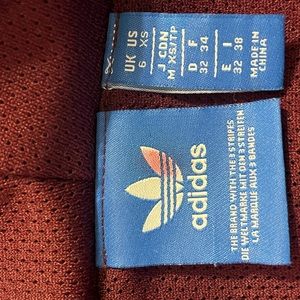 UK US
6 XS
J CDN
M XS/TP
D F
32 34
E I
32 38
MADE IN
CHINA
adidas
THE BRAND WITH THE 3 STRIPES
DIE WELTMARKE MIT DEN 3 STREIFEN
LA MARQUE AUX 3 BANDES